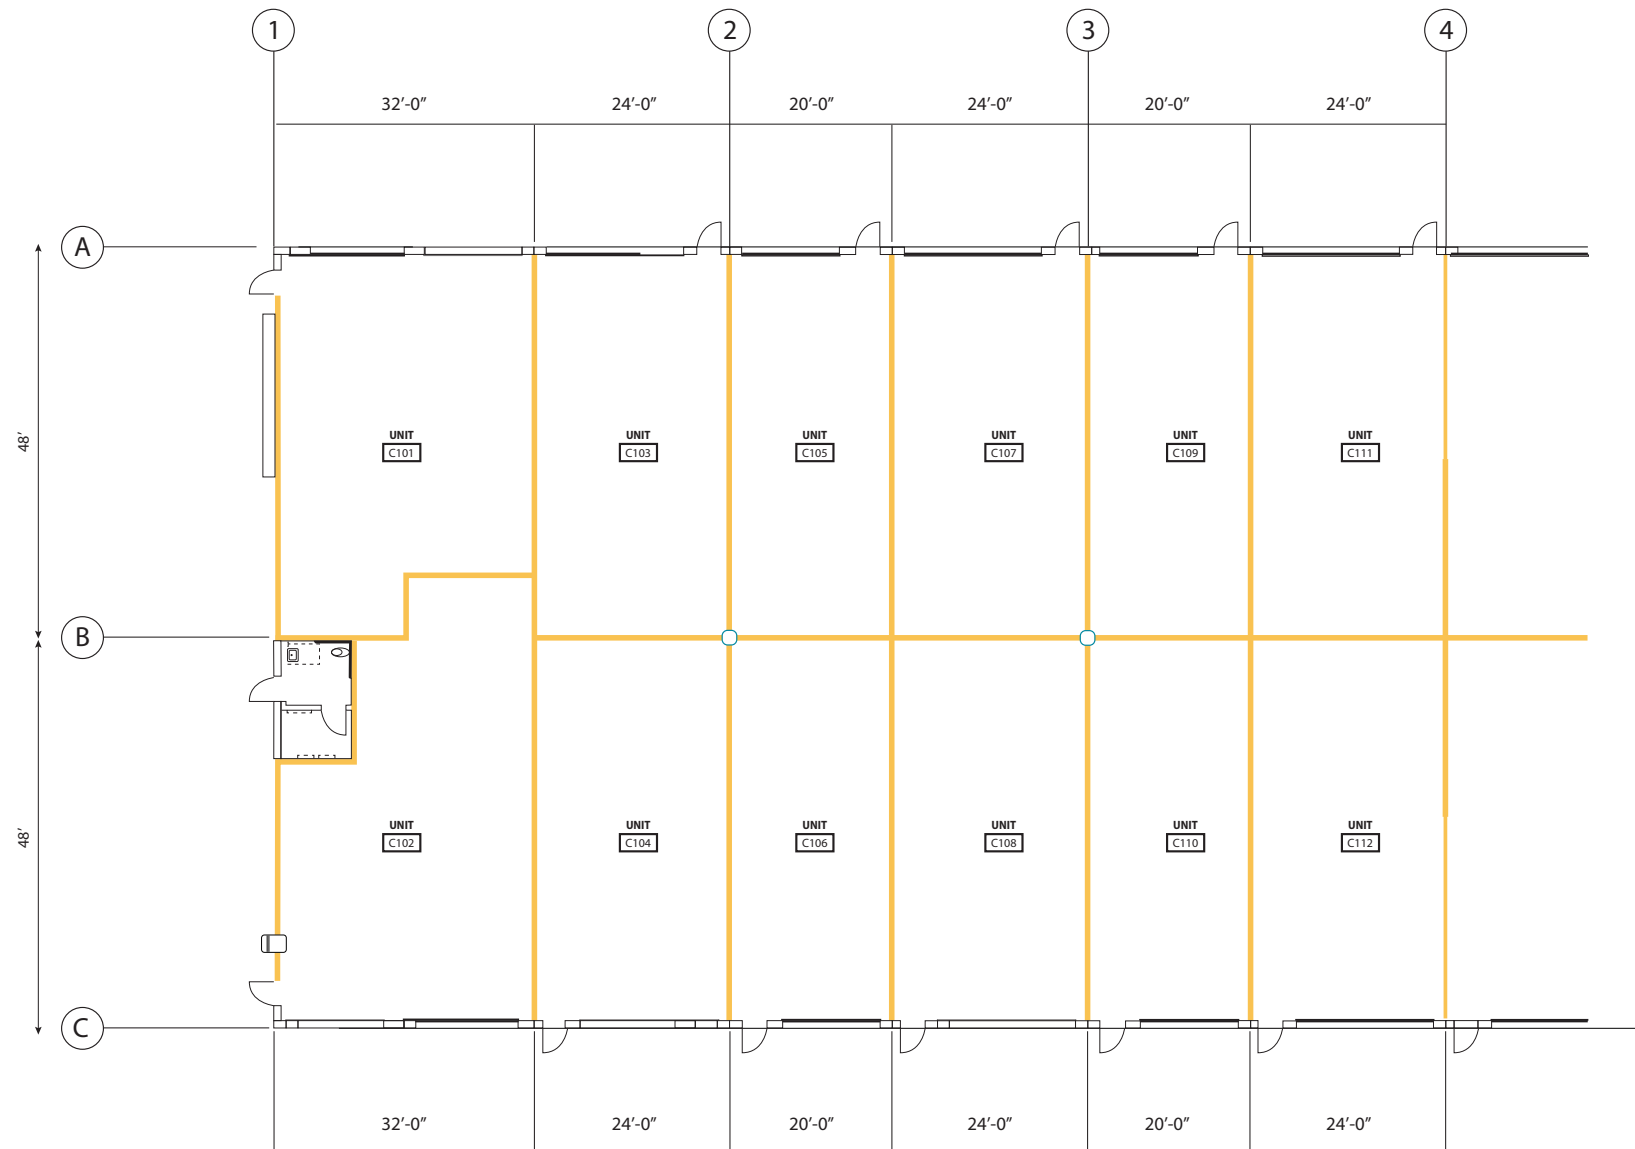 1 2 3 4
32′-0″ 24′-0″ 20′-0″ 24′-0″ 20′-0″ 24′-0″
A
48′
UNIT UNIT UNIT UNIT UNIT UNIT
C101 C103 C105 C107 C109 C111
B
48′
UNIT UNIT UNIT UNIT UNIT UNIT
C102 C104 C106 C108 C110 C112
C
32′-0″ 24′-0″ 20′-0″ 24′-0″ 20′-0″ 24′-0″